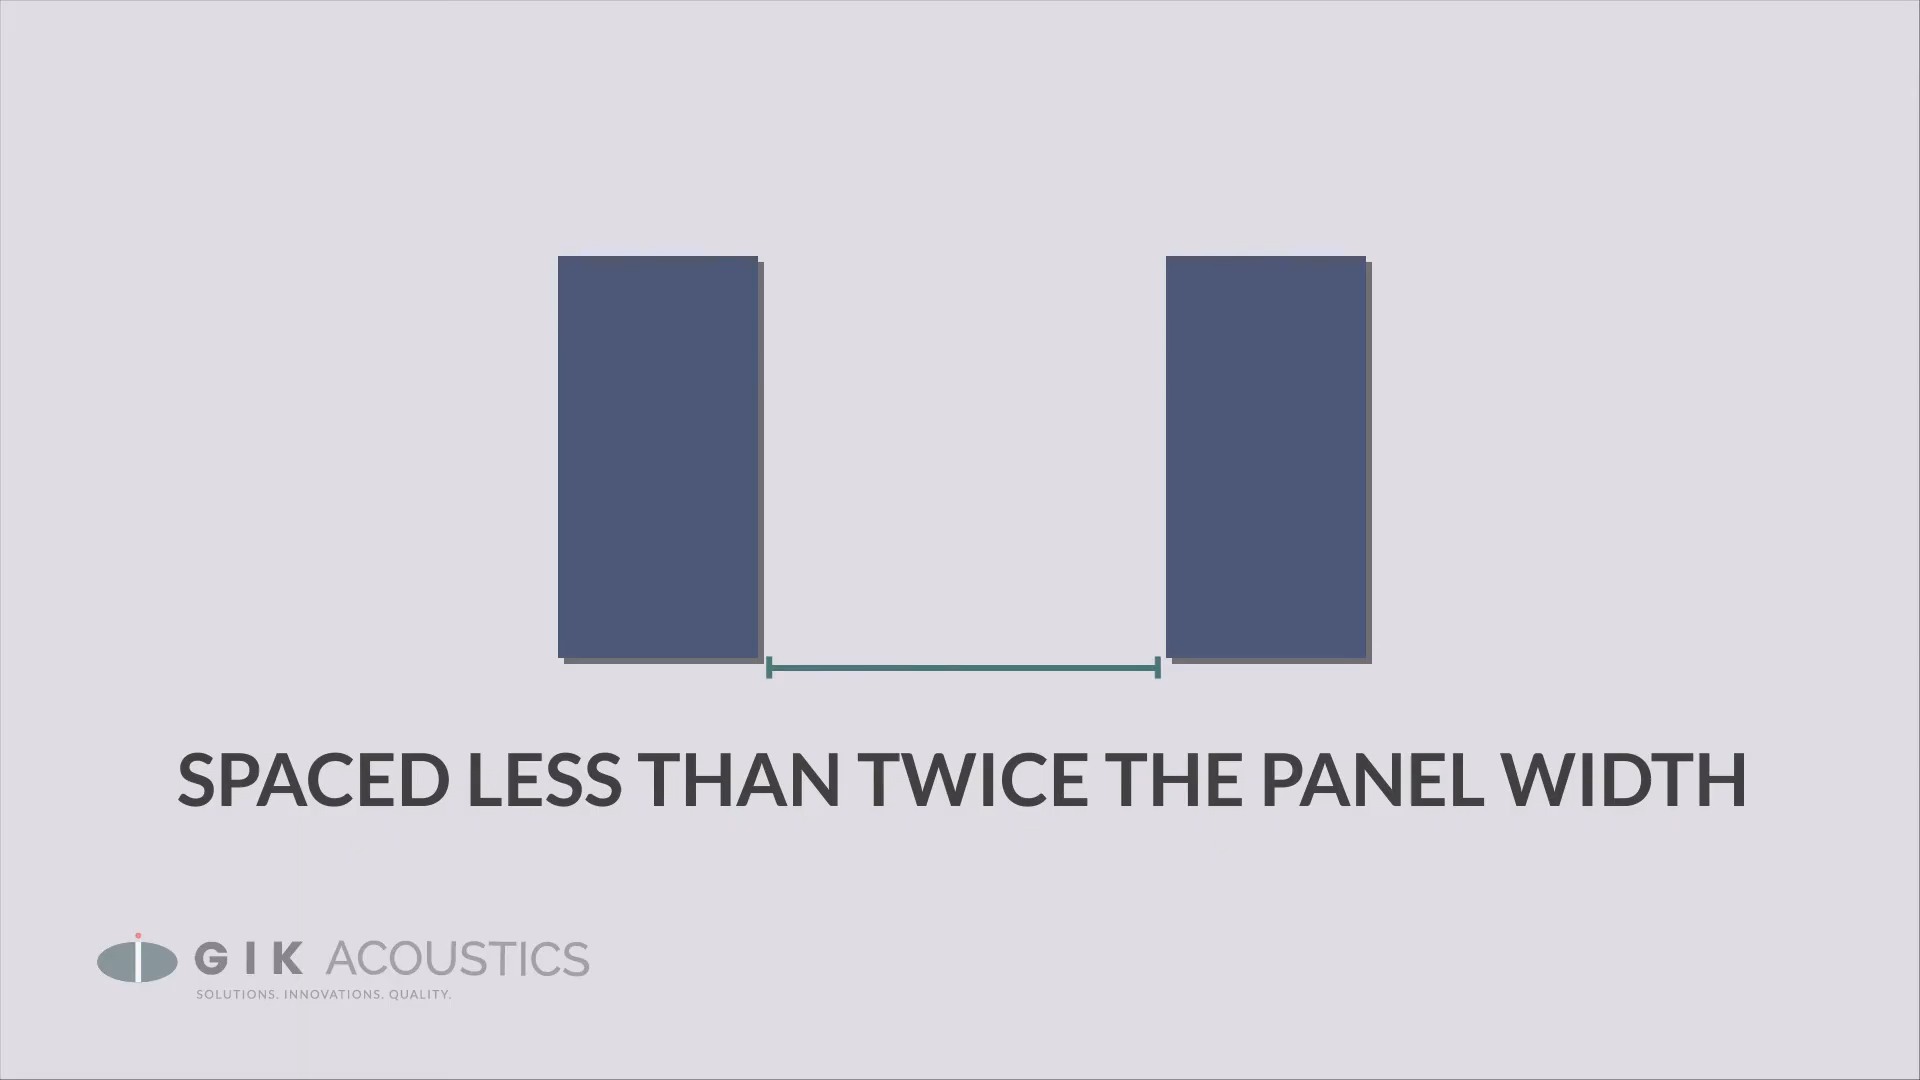 SPACED LESS THAN TWICE THE PANEL WIDTH
GIK ACOUSTICS
SOLUTIONS. INNOVATIONS. QUALITY.